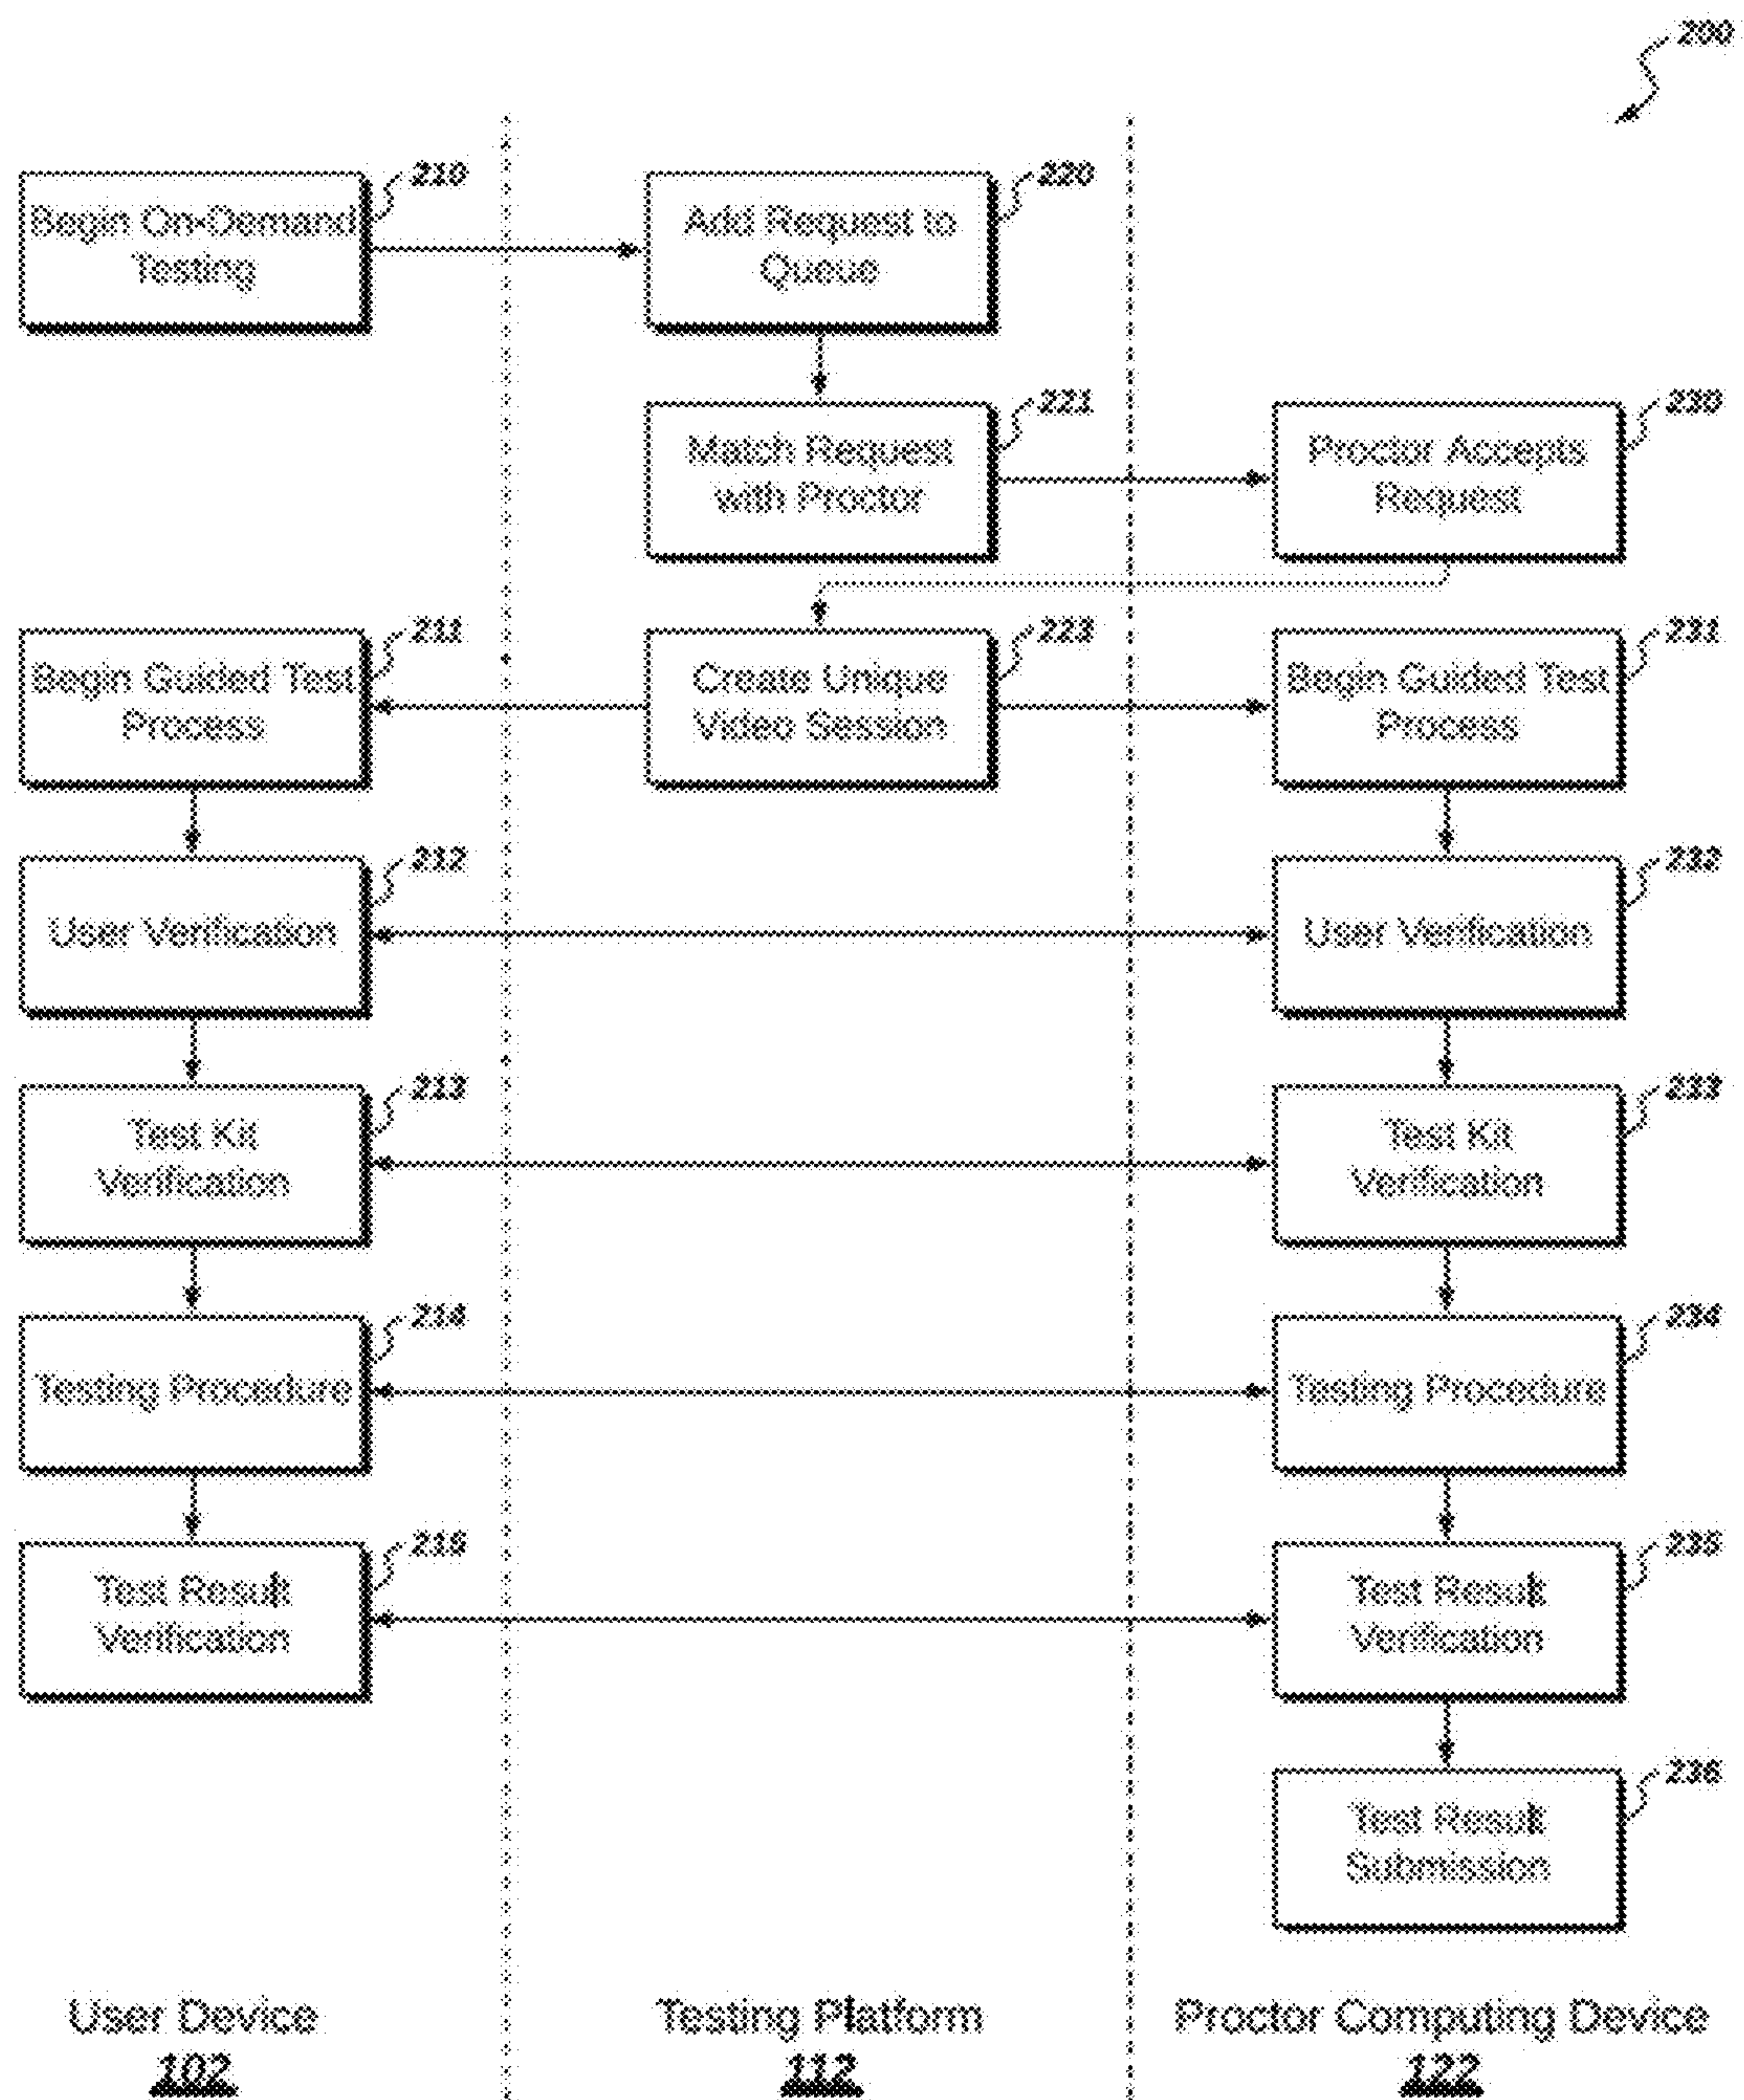 200
210
Begin On-Demand
Testing
220
Add Request to
Queue
221
Match Request
with Proctor
230
Proctor Accepts
Request
211
Begin Guided Test
Process
223
Create Unique
Video Session
231
Begin Guided Test
Process
212
User Verification
232
User Verification
213
Test Kit
Verification
233
Test Kit
Verification
214
Testing Procedure
234
Testing Procedure
215
Test Result
Verification
235
Test Result
Verification
236
Test Result
Submission
User Device
102
Testing Platform
112
Proctor Computing Device
122